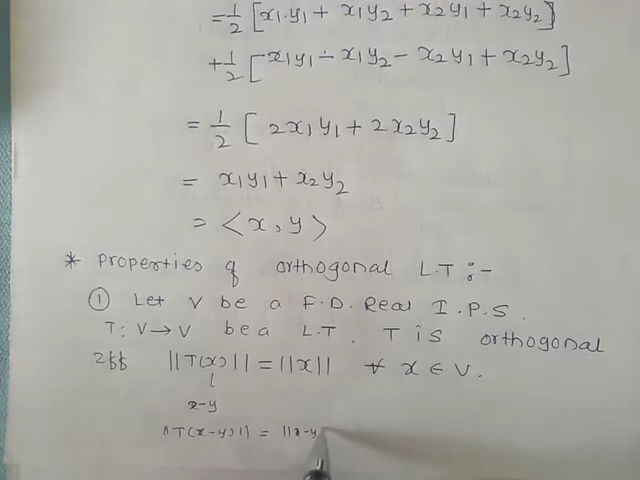 = 1/2 [x1·y1 + x1y2 + x2y1 + x2y2]
+ 1/2 [x1y1 - x1y2 - x2y1 + x2y2]
= 1/2 [2x1y1 + 2x2y2]
= x1y1 + x2y2
= <x, y>
* Properties of orthogonal L.T :-
① Let V be a F.D. Real I.P.S.
T: V→V be a L.T. T is orthogonal
iff ||T(x)|| = ||x|| ∀ x ∈ V.
x-y
||T(x-y)|| = ||x-y